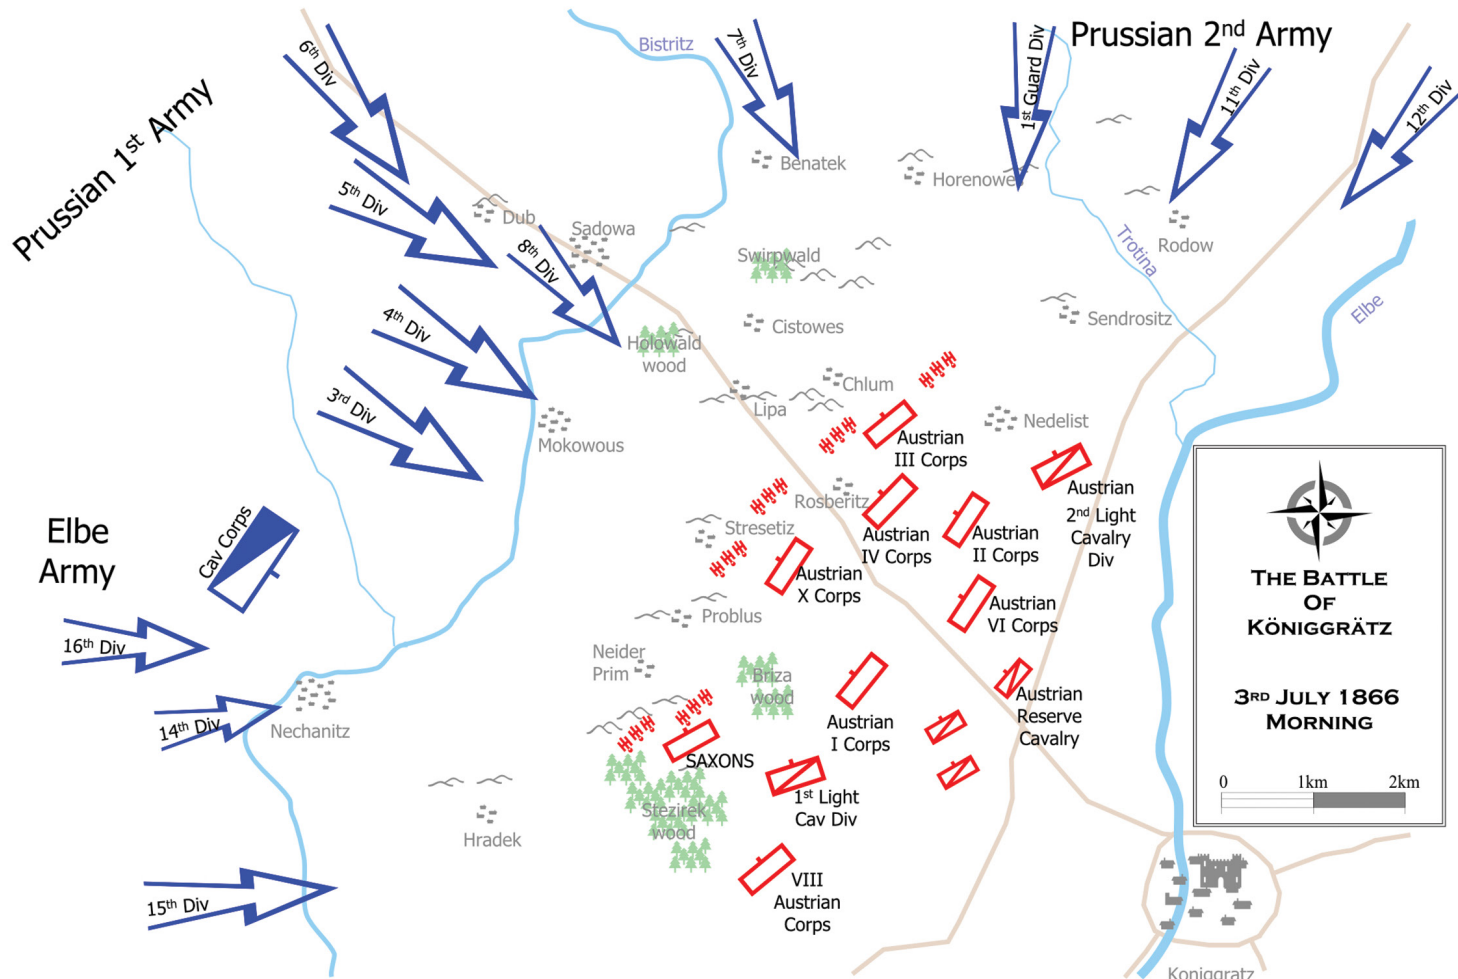 Prussian 1st Army
6th Div
5th Div
8th Div
4th Div
3rd Div
Bistritz
7th Div
Prussian 2nd Army
1st Guard Div
11th Div
12th Div
Benatek
Horenowes
Dub
Sadowa
Swirpwald
Trotina
Rodow
Elbe
Cistowes
Sendrositz
Holowald
wood
Chlum
Lipa
Mokowous
Nedelist
Austrian
III Corps
Austrian
2nd Light
Cavalry
Div
Rosberitz
Stresetiz
Austrian
IV Corps
Austrian
II Corps
Austrian
X Corps
Austrian
VI Corps
Problus
Neider
Prim
Briza
wood
Elbe
Army
Cav Corps
16th Div
14th Div
Nechanitz
15th Div
Hradek
SAXONS
Austrian
I Corps
Austrian
Reserve
Cavalry
1st Light
Cav Div
Stezirek
wood
VIII
Austrian
Corps
The Battle
Of
Königgrätz
3rd July 1866
Morning
0 1km 2km
Koniggratz